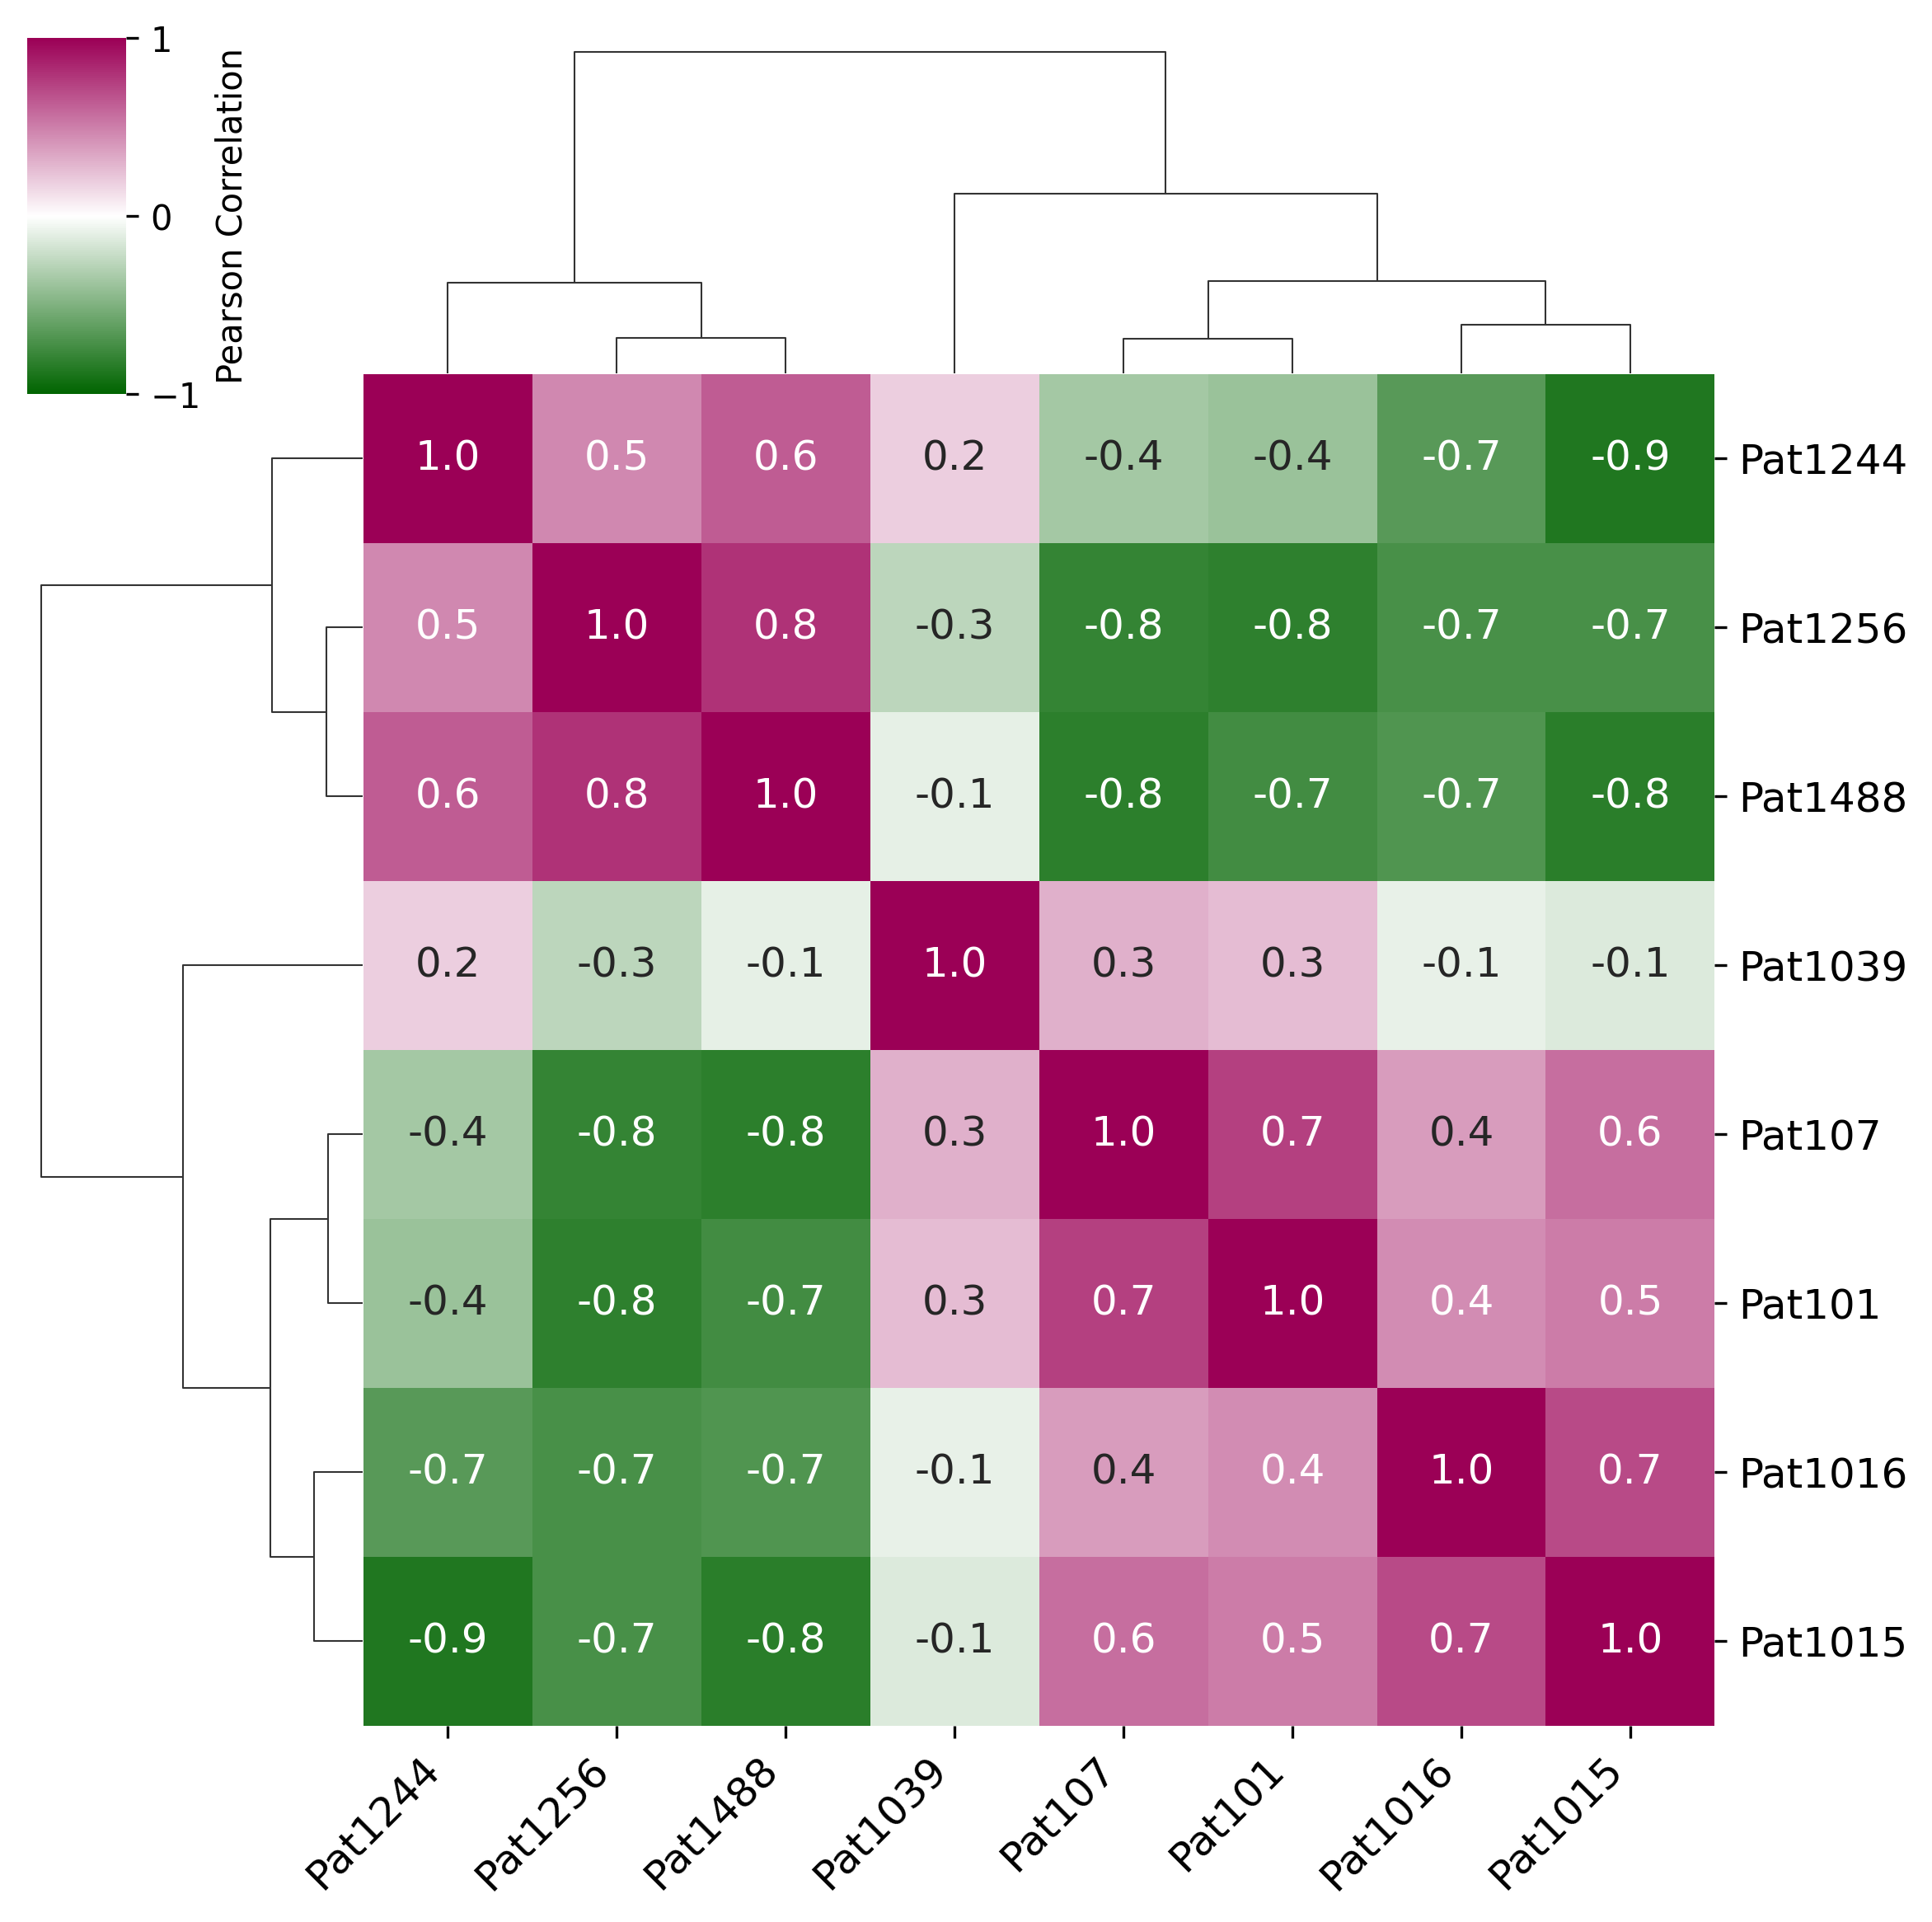 1
0
−1
Pearson Correlation
1.0 0.5 0.6 0.2 -0.4 -0.4 -0.7 -0.9 Pat1244
0.5 1.0 0.8 -0.3 -0.8 -0.8 -0.7 -0.7 Pat1256
0.6 0.8 1.0 -0.1 -0.8 -0.7 -0.7 -0.8 Pat1488
0.2 -0.3 -0.1 1.0 0.3 0.3 -0.1 -0.1 Pat1039
-0.4 -0.8 -0.8 0.3 1.0 0.7 0.4 0.6 Pat107
-0.4 -0.8 -0.7 0.3 0.7 1.0 0.4 0.5 Pat101
-0.7 -0.7 -0.7 -0.1 0.4 0.4 1.0 0.7 Pat1016
-0.9 -0.7 -0.8 -0.1 0.6 0.5 0.7 1.0 Pat1015
Pat1244 Pat1256 Pat1488 Pat1039 Pat107 Pat101 Pat1016 Pat1015